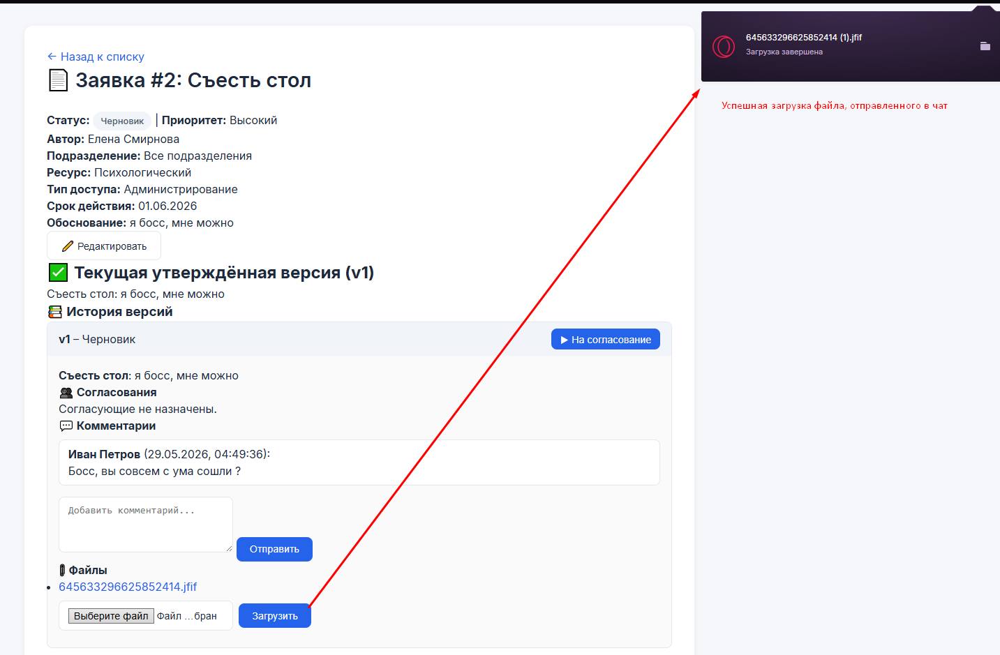 ← Назад к списку
Заявка #2: Съесть стол
Статус: Черновик | Приоритет: Высокий
Автор: Елена Смирнова
Подразделение: Все подразделения
Ресурс: Психологический
Тип доступа: Администрирование
Срок действия: 01.06.2026
Обоснование: я босс, мне можно
Редактировать
Текущая утверждённая версия (v1)
Съесть стол: я босс, мне можно
История версий
v1 – Черновик
▶ На согласование
Съесть стол: я босс, мне можно
Согласования
Согласующие не назначены.
Комментарии
Иван Петров (29.05.2026, 04:49:36):
Босс, вы совсем с ума сошли ?
Добавить комментарий...
Отправить
Файлы
645633296625852414.jfif
Выберите файл Файл ...бран
Загрузить
645633296625852414 (1).jfif
Загрузка завершена
Успешная загрузка файла, отправленного в чат